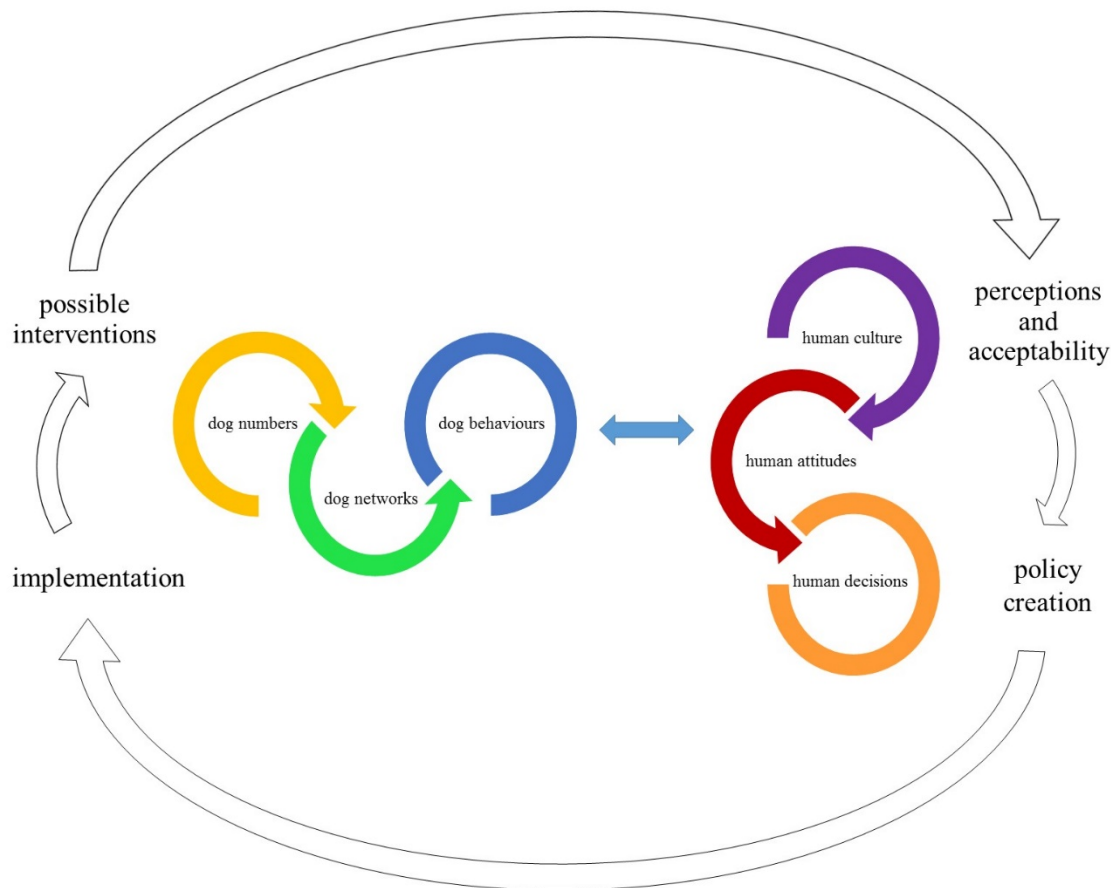 possible
interventions
perceptions
and
acceptability
human culture
dog numbers
dog behaviours
human attitudes
dog networks
implementation
human decisions
policy
creation